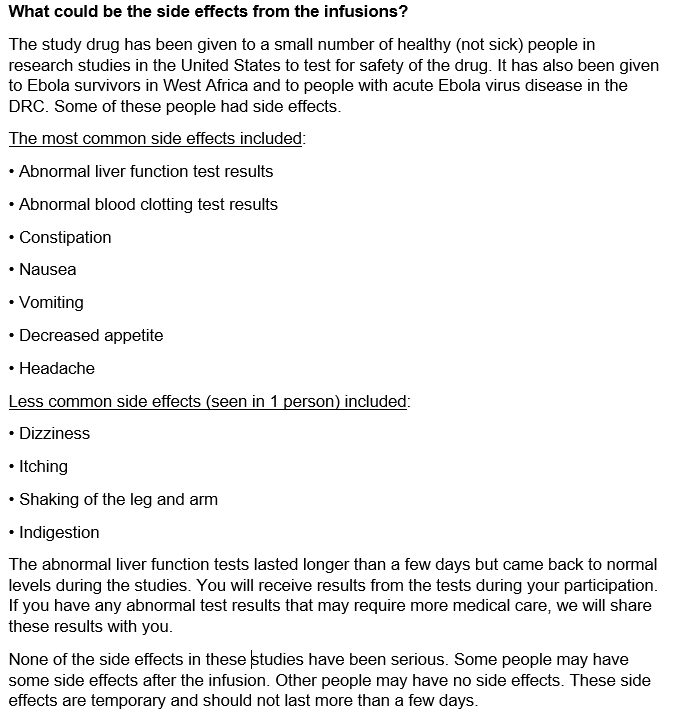 What could be the side effects from the infusions?
The study drug has been given to a small number of healthy (not sick) people in
research studies in the United States to test for safety of the drug. It has also been given
to Ebola survivors in West Africa and to people with acute Ebola virus disease in the
DRC. Some of these people had side effects.
The most common side effects included:
• Abnormal liver function test results
• Abnormal blood clotting test results
• Constipation
• Nausea
• Vomiting
• Decreased appetite
• Headache
Less common side effects (seen in 1 person) included:
• Dizziness
• Itching
• Shaking of the leg and arm
• Indigestion
The abnormal liver function tests lasted longer than a few days but came back to normal
levels during the studies. You will receive results from the tests during your participation.
If you have any abnormal test results that may require more medical care, we will share
these results with you.
None of the side effects in these studies have been serious. Some people may have
some side effects after the infusion. Other people may have no side effects. These side
effects are temporary and should not last more than a few days.